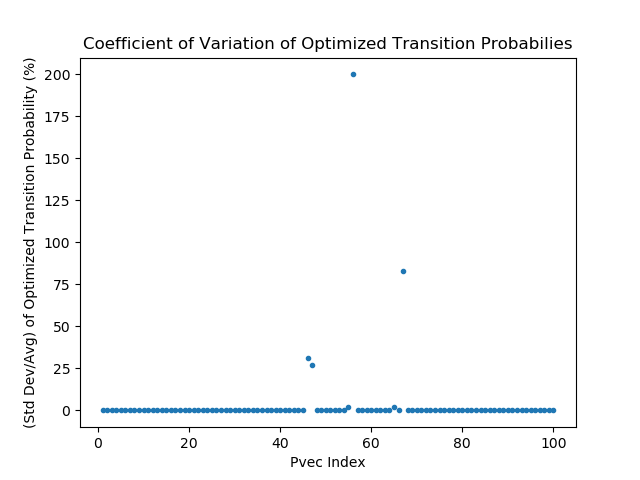 Coefficient of Variation of Optimized Transition Probabilies
(Std Dev/Avg) of Optimized Transition Probability (%)
200
175
150
125
100
75
50
25
0
0 20 40 60 80 100
Pvec Index